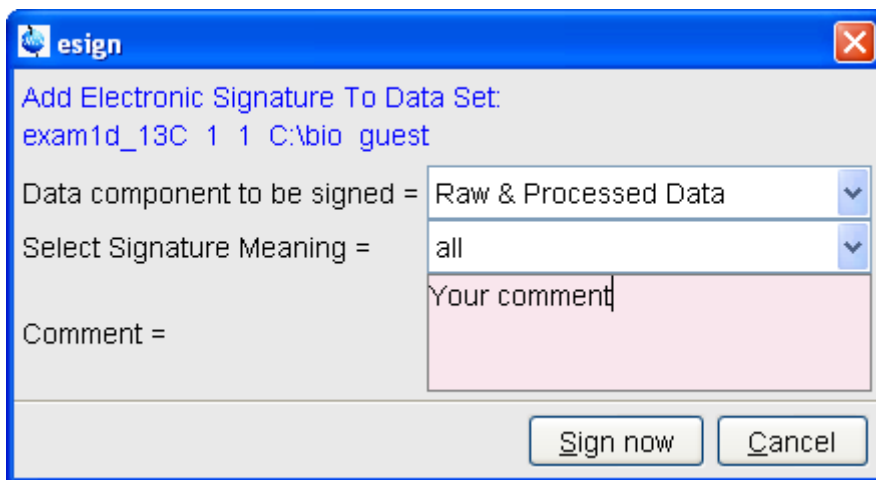 esign
Add Electronic Signature To Data Set:
exam1d_13C 1 1 C:\bio guest
Data component to be signed = Raw & Processed Data
Select Signature Meaning = all
Your comment
Comment =
Sign now Cancel